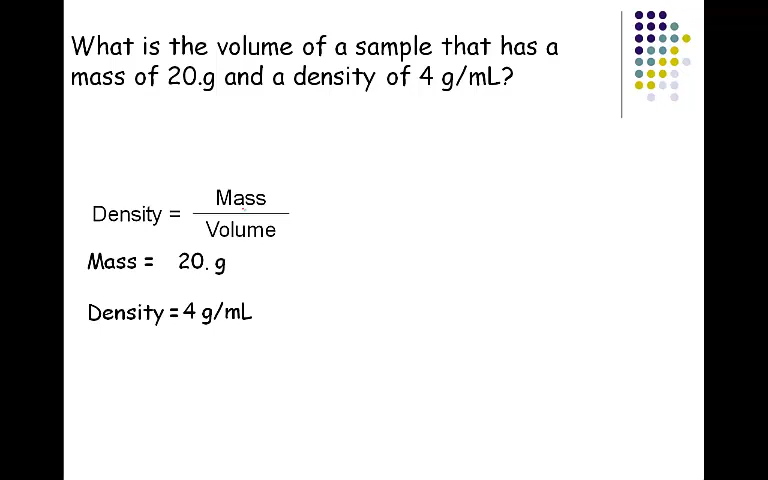 What is the volume of a sample that has a
mass of 20.g and a density of 4 g/mL?
Density = Mass
Volume
Mass = 20. g
Density = 4 g/mL